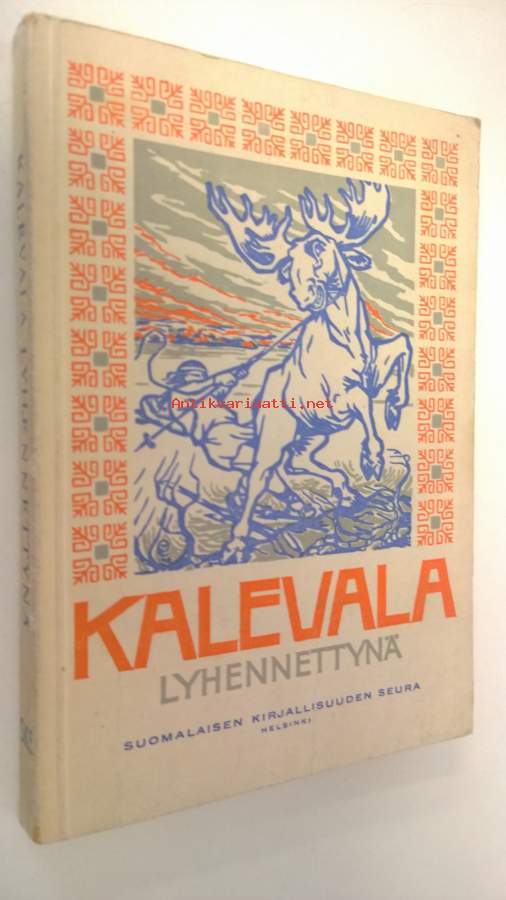 Antikvariaatti.net
KALEVALA
LYHENNETTYNÄ
SUOMALAISEN KIRJALLISUUDEN SEURA
HELSINKI
KALEVALA LYHENNETTYNÄ